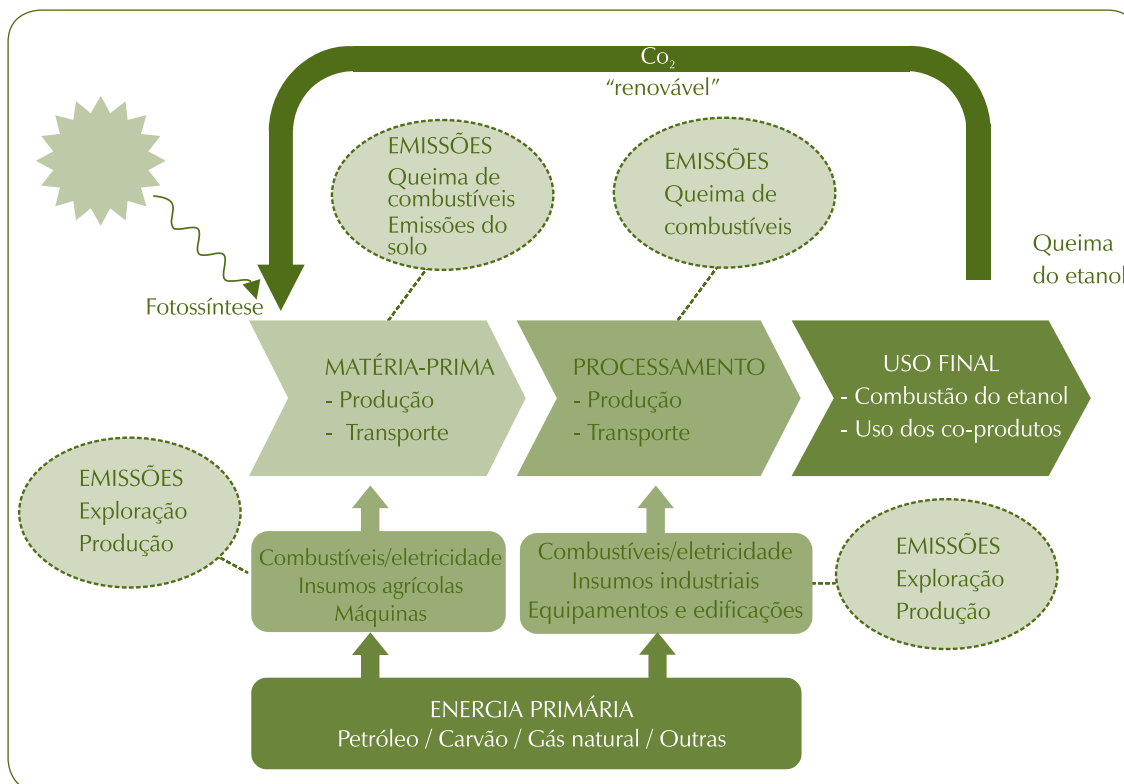 Co₂
“renovável”
EMISSÕES
Queima de
combustíveis
Emissões do
solo
EMISSÕES
Queima de
combustíveis
Queima
do etanol
Fotossíntese
MATÉRIA-PRIMA
- Produção
- Transporte
PROCESSAMENTO
- Produção
- Transporte
USO FINAL
- Combustão do etanol
- Uso dos co-produtos
EMISSÕES
Exploração
Produção
Combustíveis/eletricidade
Insumos agrícolas
Máquinas
Combustíveis/eletricidade
Insumos industriais
Equipamentos e edificações
EMISSÕES
Exploração
Produção
ENERGIA PRIMÁRIA
Petróleo / Carvão / Gás natural / Outras